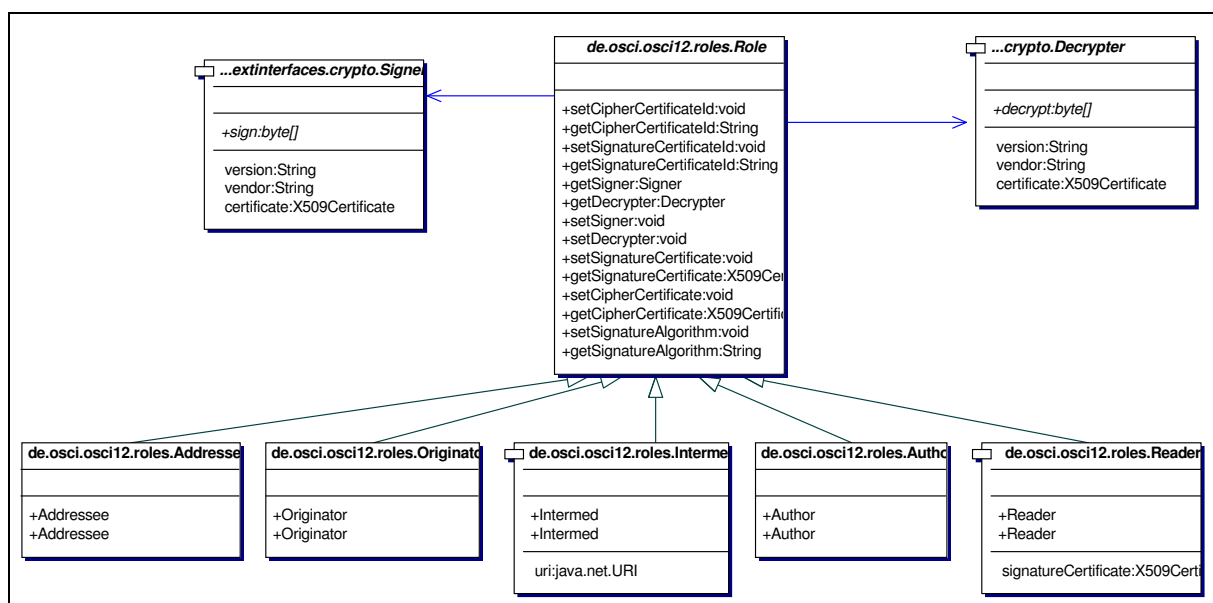 de.osci.osci12.roles.Role
+setCipherCertificateId:void
+getCipherCertificateId:String
+setSignatureCertificateId:void
+getSignatureCertificateId:String
+getSigner:Signer
+getDecrypter:Decrypter
+setSigner:void
+setDecrypter:void
+setSignatureCertificate:void
+getSignatureCertificate:X509Cer
+setCipherCertificate:void
+getCipherCertificate:X509Certific
+setSignatureAlgorithm:void
+getSignatureAlgorithm:String
...extinterfaces.crypto.Signer
+sign:byte[]
version:String
vendor:String
certificate:X509Certificate
...crypto.Decrypter
+decrypt:byte[]
version:String
vendor:String
certificate:X509Certificate
de.osci.osci12.roles.Addresse
+Addressee
+Addressee
de.osci.osci12.roles.Originato
+Originator
+Originator
de.osci.osci12.roles.Interme
+Intermed
+Intermed
uri:java.net.URI
de.osci.osci12.roles.Autho
+Author
+Author
de.osci.osci12.roles.Reader
+Reader
+Reader
signatureCertificate:X509Certi